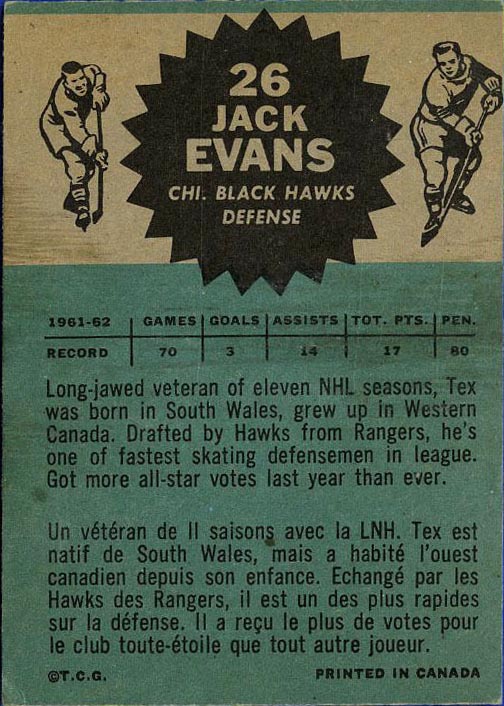 26
JACK
EVANS
CHI. BLACK HAWKS
DEFENSE
1961-62 GAMES GOALS ASSISTS TOT. PTS. PEN.
RECORD 70 3 14 17 80
Long-jawed veteran of eleven NHL seasons, Tex
was born in South Wales, grew up in Western
Canada. Drafted by Hawks from Rangers, he's
one of fastest skating defensemen in league.
Got more all-star votes last year than ever.
Un vétéran de II saisons avec la LNH. Tex est
natif de South Wales, mais a habité l'ouest
canadien depuis son enfance. Echangé par les
Hawks des Rangers, il est un des plus rapides
sur la défense. Il a reçu le plus de votes pour
le club toute-étoile que tout autre joueur.
©T.C.G. PRINTED IN CANADA